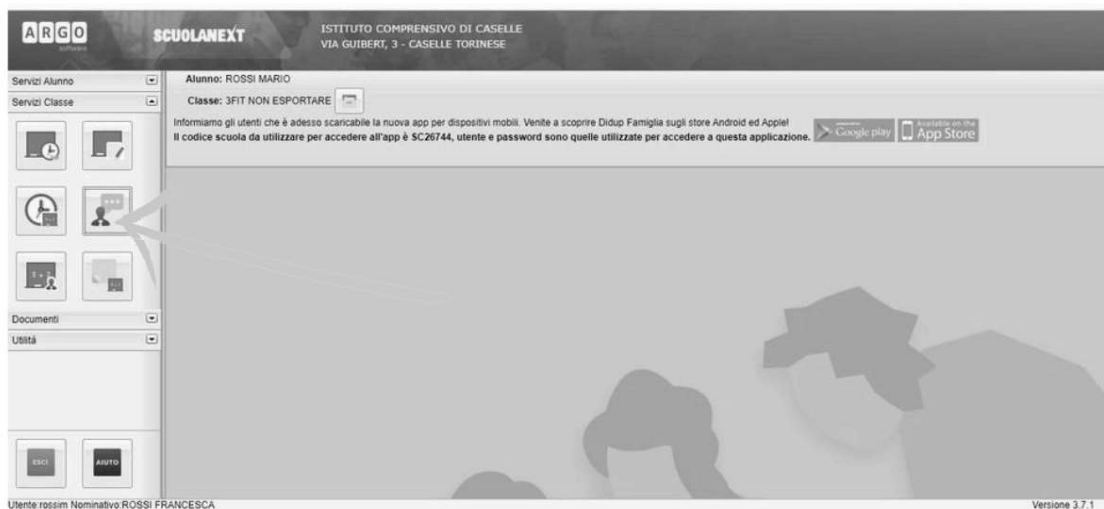 ARGO
software
SCUOLANEXT
ISTITUTO COMPRENSIVO DI CASELLE
VIA GUIBERT, 3 - CASELLE TORINESE
Servizi Alunno
Servizi Classe
Alunno: ROSSI MARIO
Classe: 3FIT NON ESPORTARE
Informiamo gli utenti che è adesso scaricabile la nuova app per dispositivi mobili. Venite a scoprire Didup Famiglia sugli store Android ed Apple!
Il codice scuola da utilizzare per accedere all'app è SC26744, utente e password sono quelle utilizzate per accedere a questa applicazione.
Google play
Available on the
App Store
Documenti
Utilità
ESCI
AIUTO
Utente:rossim Nominativo:ROSSI FRANCESCA
Versione 3.7.1